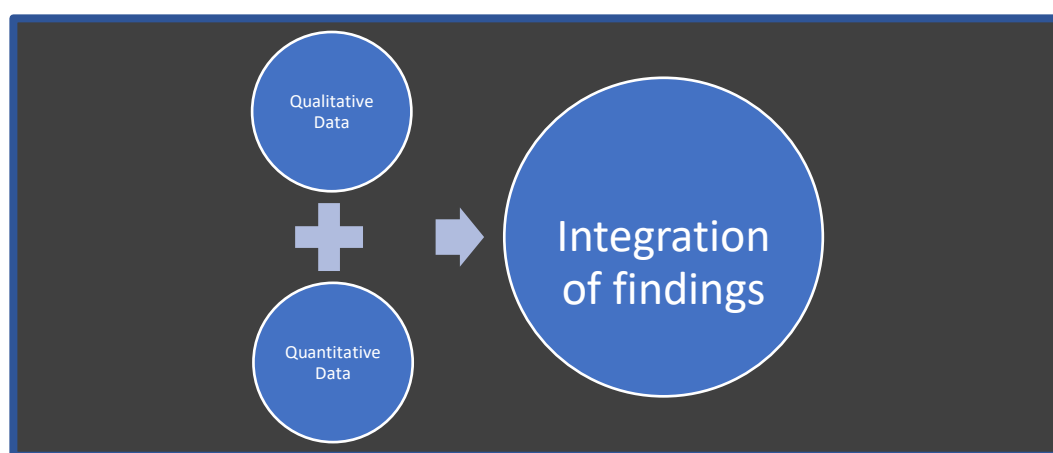 Qualitative
Data
Quantitative
Data
Integration
of findings